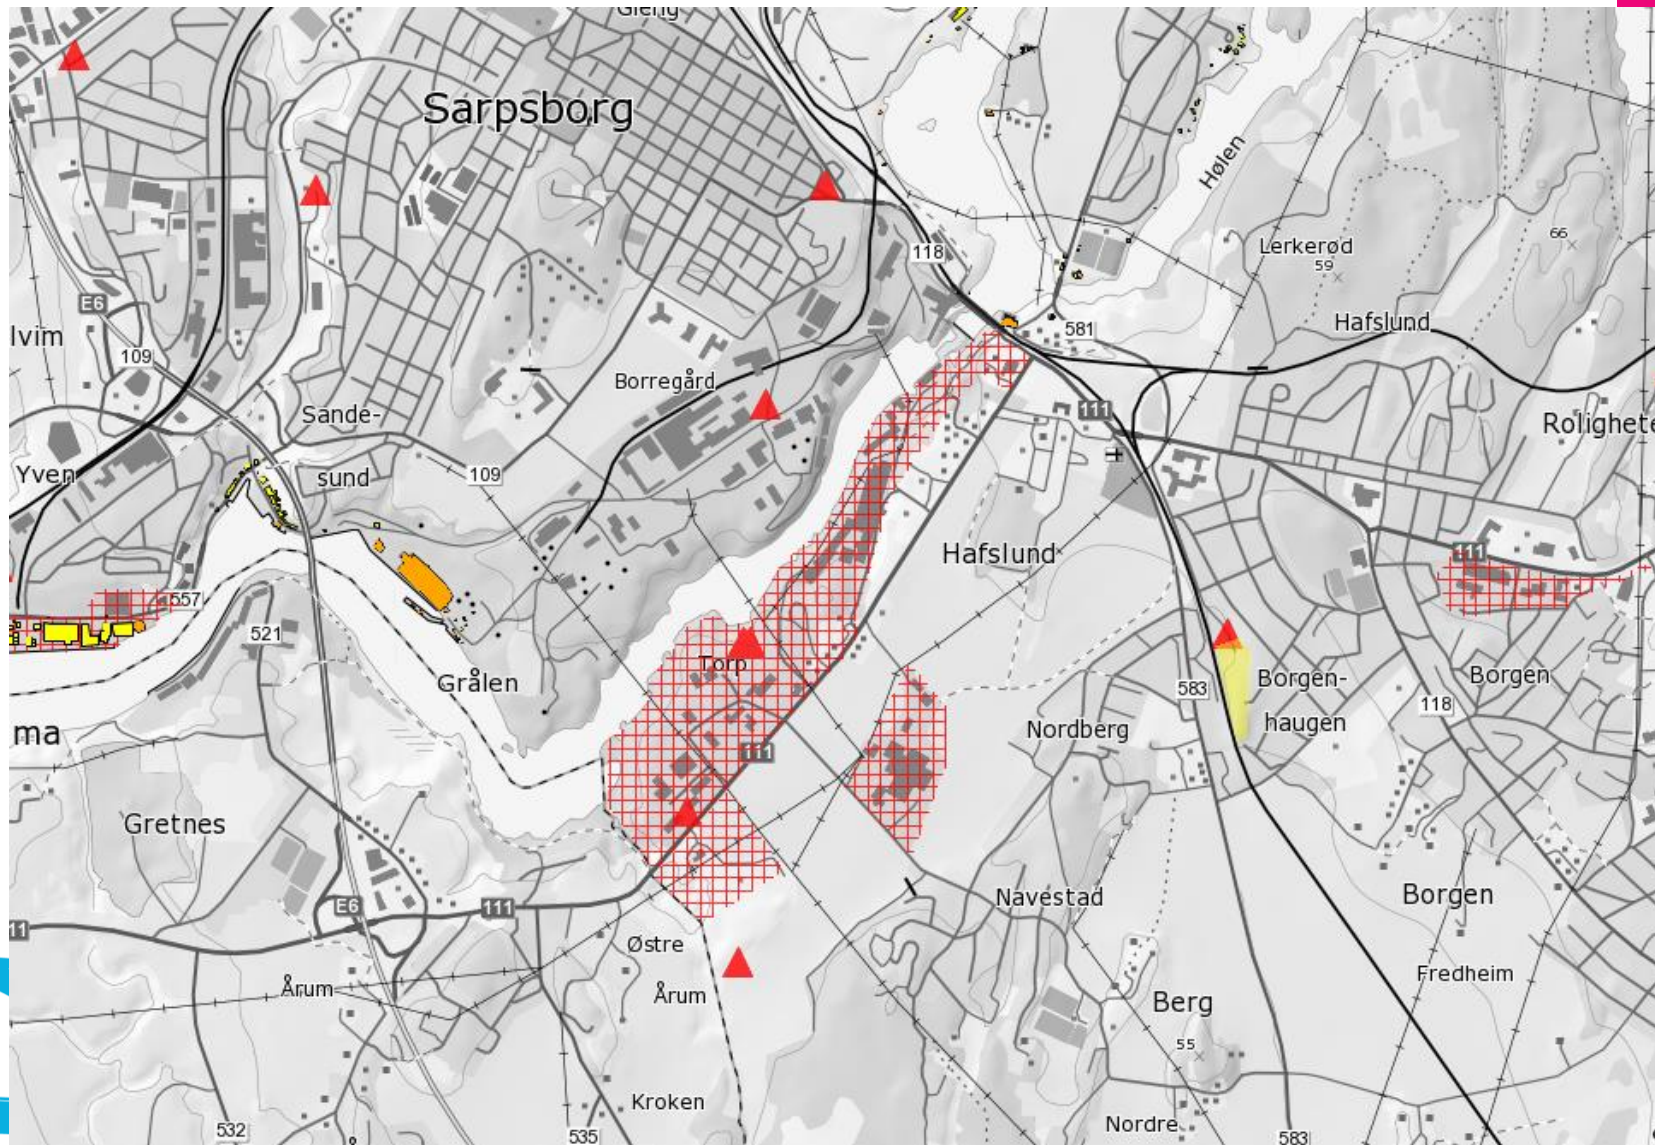 Sarpsborg
Hølen
118
Lerkerød
66
59
E6
lvim
581
Hafslund
109
Borregård
111
Sande-
sund
Yven
109
Hafslund
111
557
521
Torp
Grålen
583
Borgen-
haugen
Borgen
118
ma
Nordberg
111
Gretnes
Navestad
Borgen
E6
111
11
Østre
Årum
Årum
Fredheim
Berg
55
Kroken
Nordre
532
535
583